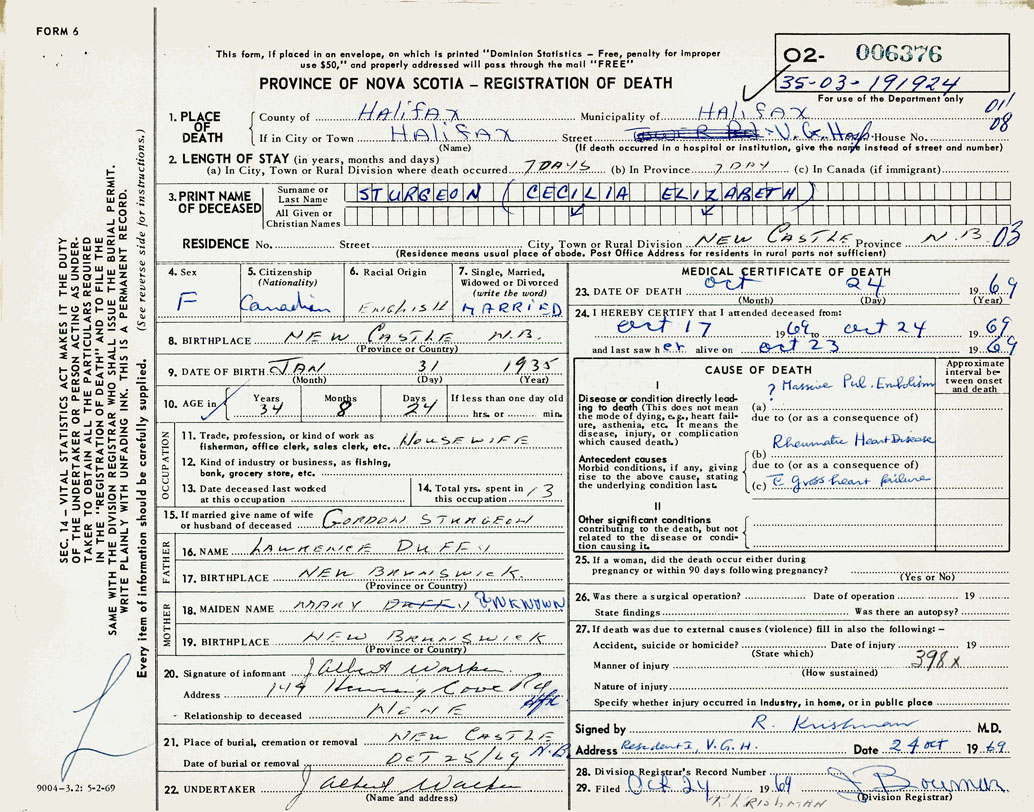 FORM 6
This form, if placed in an envelope, on which is printed "Dominion Statistics – Free, penalty for improper
use $50," and properly addressed will pass through the mail "FREE"
PROVINCE OF NOVA SCOTIA – REGISTRATION OF DEATH
02- 006376
35-03-191924
For use of the Department only
011
08
1. PLACE OF DEATH
County of HALIFAX Municipality of HALIFAX
If in City or Town HALIFAX Street V.G. Hosp. House No.
(Name) (If death occurred in a hospital or institution, give the name instead of street and number)
2. LENGTH OF STAY (in years, months and days)
(a) In City, Town or Rural Division where death occurred 7 DAYS (b) In Province 7 DAY (c) In Canada (if immigrant)
3. PRINT NAME OF DECEASED
Surname or Last Name STURGEON (CECILIA ELIZABETH)
All Given or Christian Names
RESIDENCE No. Street City, Town or Rural Division NEW CASTLE Province N.B. 03
(Residence means usual place of abode. Post Office Address for residents in rural parts not sufficient)
4. Sex
F
5. Citizenship (Nationality)
Canadian
6. Racial Origin
ENGLISH
7. Single, Married, Widowed or Divorced (write the word)
MARRIED
8. BIRTHPLACE NEW CASTLE N.B.
(Province or Country)
9. DATE OF BIRTH JAN 31 1935
(Month) (Day) (Year)
10. AGE in Years 34 Months 8 Days 24 If less than one day old hrs. or min.
OCCUPATION
11. Trade, profession or kind of work as fisherman, office clerk, sales clerk, etc. HOUSEWIFE
12. Kind of industry or business, as fishing, bank, grocery store, etc.
13. Date deceased last worked at this occupation
14. Total yrs. spent in this occupation 13
15. If married give name of wife or husband of deceased GORDON STURGEON
FATHER
16. NAME LAWRENCE DUFFY
17. BIRTHPLACE NEW BRUNSWICK.
(Province or Country)
MOTHER
18. MAIDEN NAME MARY DUFFY UNKNOWN
19. BIRTHPLACE NEW BRUNSWICK
(Province or Country)
20. Signature of informant J Albert Walker
Address 149 Herring Cove Rd Hfx
Relationship to deceased NONE
21. Place of burial, cremation or removal NEW CASTLE
Date of burial or removal OCT 25/69 N.B.
22. UNDERTAKER J Albert Walker
(Name and address)
MEDICAL CERTIFICATE OF DEATH
23. DATE OF DEATH Oct 24 1969
(Month) (Day) (Year)
24. I HEREBY CERTIFY that I attended deceased from:
Oct 17 1969 to Oct 24 1969
and last saw her alive on Oct 23 1969
CAUSE OF DEATH
Approximate interval between onset and death
I
Disease or condition directly leading to death (This does not mean the mode of dying, e.g., heart failure, asthenia, etc. It means the disease, injury, or complication which caused death.)
? Massive Pul. Embolism
(a)
due to (or as a consequence of)
Antecedent causes
Morbid conditions, if any, giving rise to the above cause, stating the underlying condition last.
Rheumatic Heart Disease
(b)
due to (or as a consequence of)
(c) c̄ gross heart failure
II
Other significant conditions contributing to the death, but not related to the disease or condition causing it.
25. If a woman, did the death occur either during pregnancy or within 90 days following pregnancy?
(Yes or No)
26. Was there a surgical operation? Date of operation 19
State findings Was there an autopsy?
27. If death was due to external causes (violence) fill in also the following:–
Accident, suicide or homicide? Date of injury 19
(State which)
Manner of injury 398x
(How sustained)
Nature of injury
Specify whether injury occurred in Industry, in home, or in public place
Signed by R. Krishnan M.D.
Address Resident I, V.G.H. Date 24 Oct 1969
28. Division Registrar's Record Number
29. Filed Oct 24 1969 J Bowman
(Division Registrar)
R KRISHMAN
SEC. 14 – VITAL STATISTICS ACT MAKES IT THE DUTY
OF THE UNDERTAKER OR PERSON ACTING AS UNDER-
TAKER TO OBTAIN ALL THE PARTICULARS REQUIRED
IN THE "REGISTRATION OF DEATH" AND TO FILE THE
SAME WITH THE DIVISION REGISTRAR WHO SHALL ISSUE THE BURIAL PERMIT.
WRITE PLAINLY WITH UNFADING INK. THIS IS A PERMANENT RECORD.
Every item of information should be carefully supplied. (See reverse side for instructions.)
9004-3.2: 5-2-69